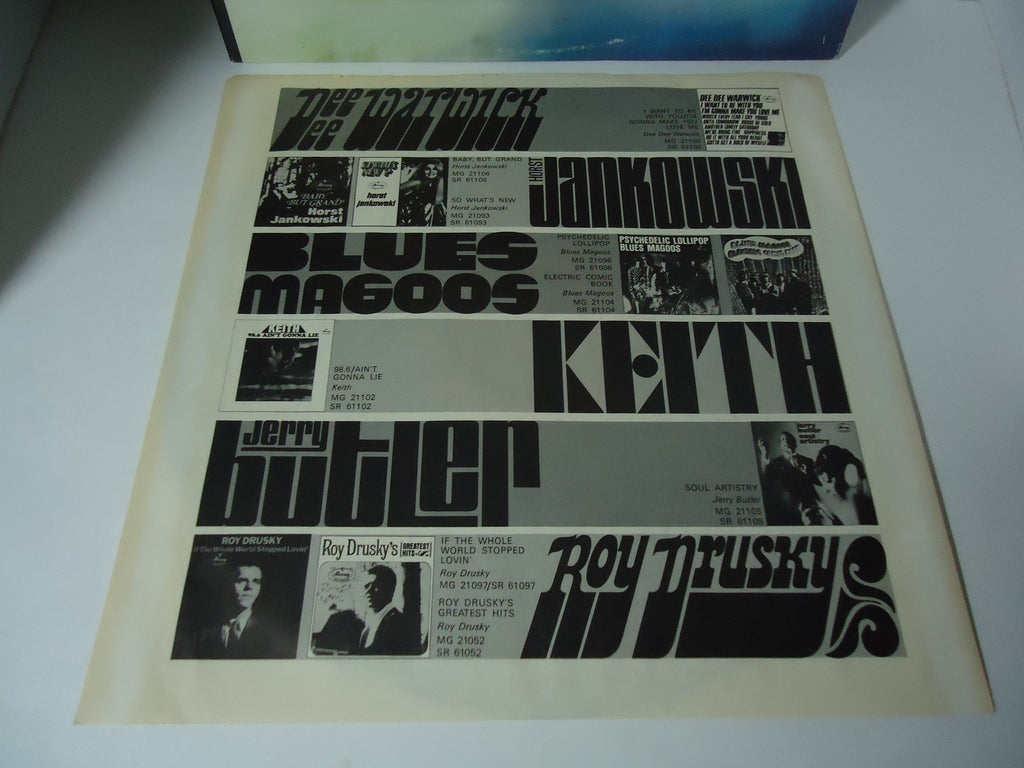 Dee Dee Warwick
I WANT TO BE
WITH YOU/I'M
GONNA MAKE YOU
LOVE ME
Dee Dee Warwick
MG 21100
SR 61100
DEE DEE WARWICK
I WANT TO BE WITH YOU
I'M GONNA MAKE YOU LOVE ME
BABY, BUT GRAND!
Horst
Jankowski
SO WHAT'S
NEW?
horst
jankowski
BABY, BUT GRAND
Horst Jankowski
MG 21106
SR 61106
SO WHAT'S NEW
Horst Jankowski
MG 21093
SR 61093
HORST
JANKOWSKI
BLUES
MAGOOS
PSYCHEDELIC
LOLLIPOP
Blues Magoos
MG 21096
SR 61096
ELECTRIC COMIC
BOOK
Blues Magoos
MG 21104
SR 61104
PSYCHEDELIC LOLLIPOP
BLUES MAGOOS
KEITH
98.6/AIN'T GONNA LIE
98.6/AIN'T
GONNA LIE
Keith
MG 21102
SR 61102
KEITH
Jerry
Butler
SOUL ARTISTRY
Jerry Butler
MG 21105
SR 61105
jerry
butler
soul
artistry
ROY DRUSKY
If The Whole World Stopped Lovin'
Roy Drusky's GREATEST
HITS
IF THE WHOLE
WORLD STOPPED
LOVIN'
Roy Drusky
MG 21097/SR 61097
ROY DRUSKY'S
GREATEST HITS
Roy Drusky
MG 21052
SR 61052
Roy Drusky